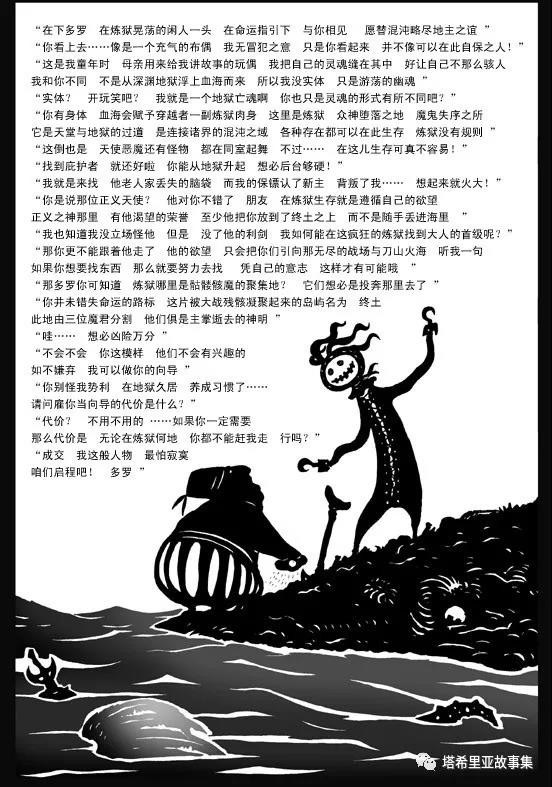 “在下多罗 在炼狱晃荡的闲人一头 在命运指引下 与你相见 愿替混沌略尽地主之谊 ”
“你看上去……像是一个充气的布偶 我无冒犯之意 只是你看起来 并不像可以在此自保之人！”
“这是我童年时 母亲用来给我讲故事的玩偶 我把自己的灵魂缝在其中 好让自己不那么骇人
我和你不同 不是从深渊地狱浮上血海而来 所以我没实体 只是游荡的幽魂 ”
“实体？ 开玩笑吧？ 我就是一个地狱亡魂啊 你也只是灵魂的形式有所不同吧？”
“你有身体 血海会赋予穿越者一副炼狱肉身 这里是炼狱 众神堕落之地 魔鬼失序之所
它是天堂与地狱的过道 是连接诸界的混沌之域 各种存在都可以在此生存 炼狱没有规则 ”
“这倒也是 天使恶魔还有怪物 都在同室起舞 不过…… 在这儿生存可真不容易！”
“找到庇护者 就还好啦 你能从地狱升起 想必后台够硬！”
“我就是来找 他老人家丢失的脑袋 而我的保镖认了新主 背叛了我…… 想起来就火大！”
“你是说那位正义天使？ 他对你不错了 朋友 在炼狱生存就是遵循自己的欲望
正义之神那里 有他渴望的荣誉 至少他把你放到了终土之上 而不是随手丢进海里 ”
“我也知道我没立场怪他 但是 没了他的利剑 我如何能在这疯狂的炼狱找到大人的首级呢？”
“那你更不能跟着他走了 他的欲望 只会把你们引向那无尽的战场与刀山火海 听我一句
如果你想要找东西 那么就要努力去找 凭自己的意志 这样才有可能哦 ”
“那多罗你可知道 炼狱哪里是骷髅骸魔的聚集地？ 它们想必是投奔那里去了 ”
“你并未错失命运的路标 这片被大战残骸凝聚起来的岛屿名为 终土
此地由三位魔君分割 他们俱是主掌逝去的神明 ”
“哇…… 想必凶险万分 ”
“不会不会 你这模样 他们不会有兴趣的
如不嫌弃 我可以做你的向导 ”
“你别怪我势利 在地狱久居 养成习惯了……
请问雇你当向导的代价是什么？”
“代价？ 不用不用的 ……如果你一定需要
那么代价是 无论在炼狱何地 你都不能赶我走 行吗？”
“成交 我这般人物 最怕寂寞
咱们启程吧！ 多罗 ”
塔希里亚故事集